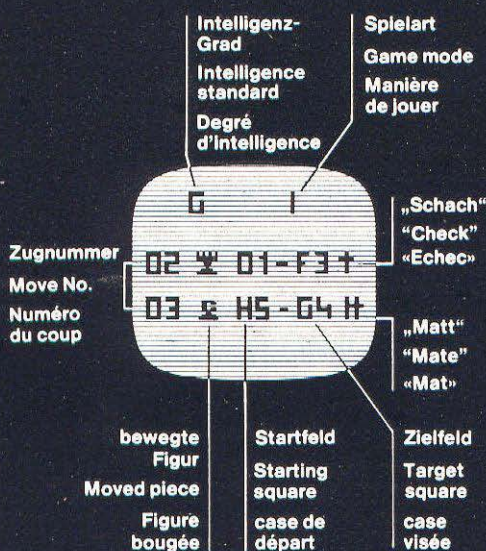 Intelligenz-
Grad
Intelligence
standard
Degré
d'intelligence
Spielart
Game mode
Manière
de jouer
G I
02 D1-F3
03 H5-G4
„Schach“
“Check”
«Echec»
Zugnummer
Move No.
Numéro
du coup
„Matt“
“Mate”
«Mat»
bewegte
Figur
Moved piece
Figure
bougée
Startfeld
Starting
square
case de
départ
Zielfeld
Target
square
case
visée